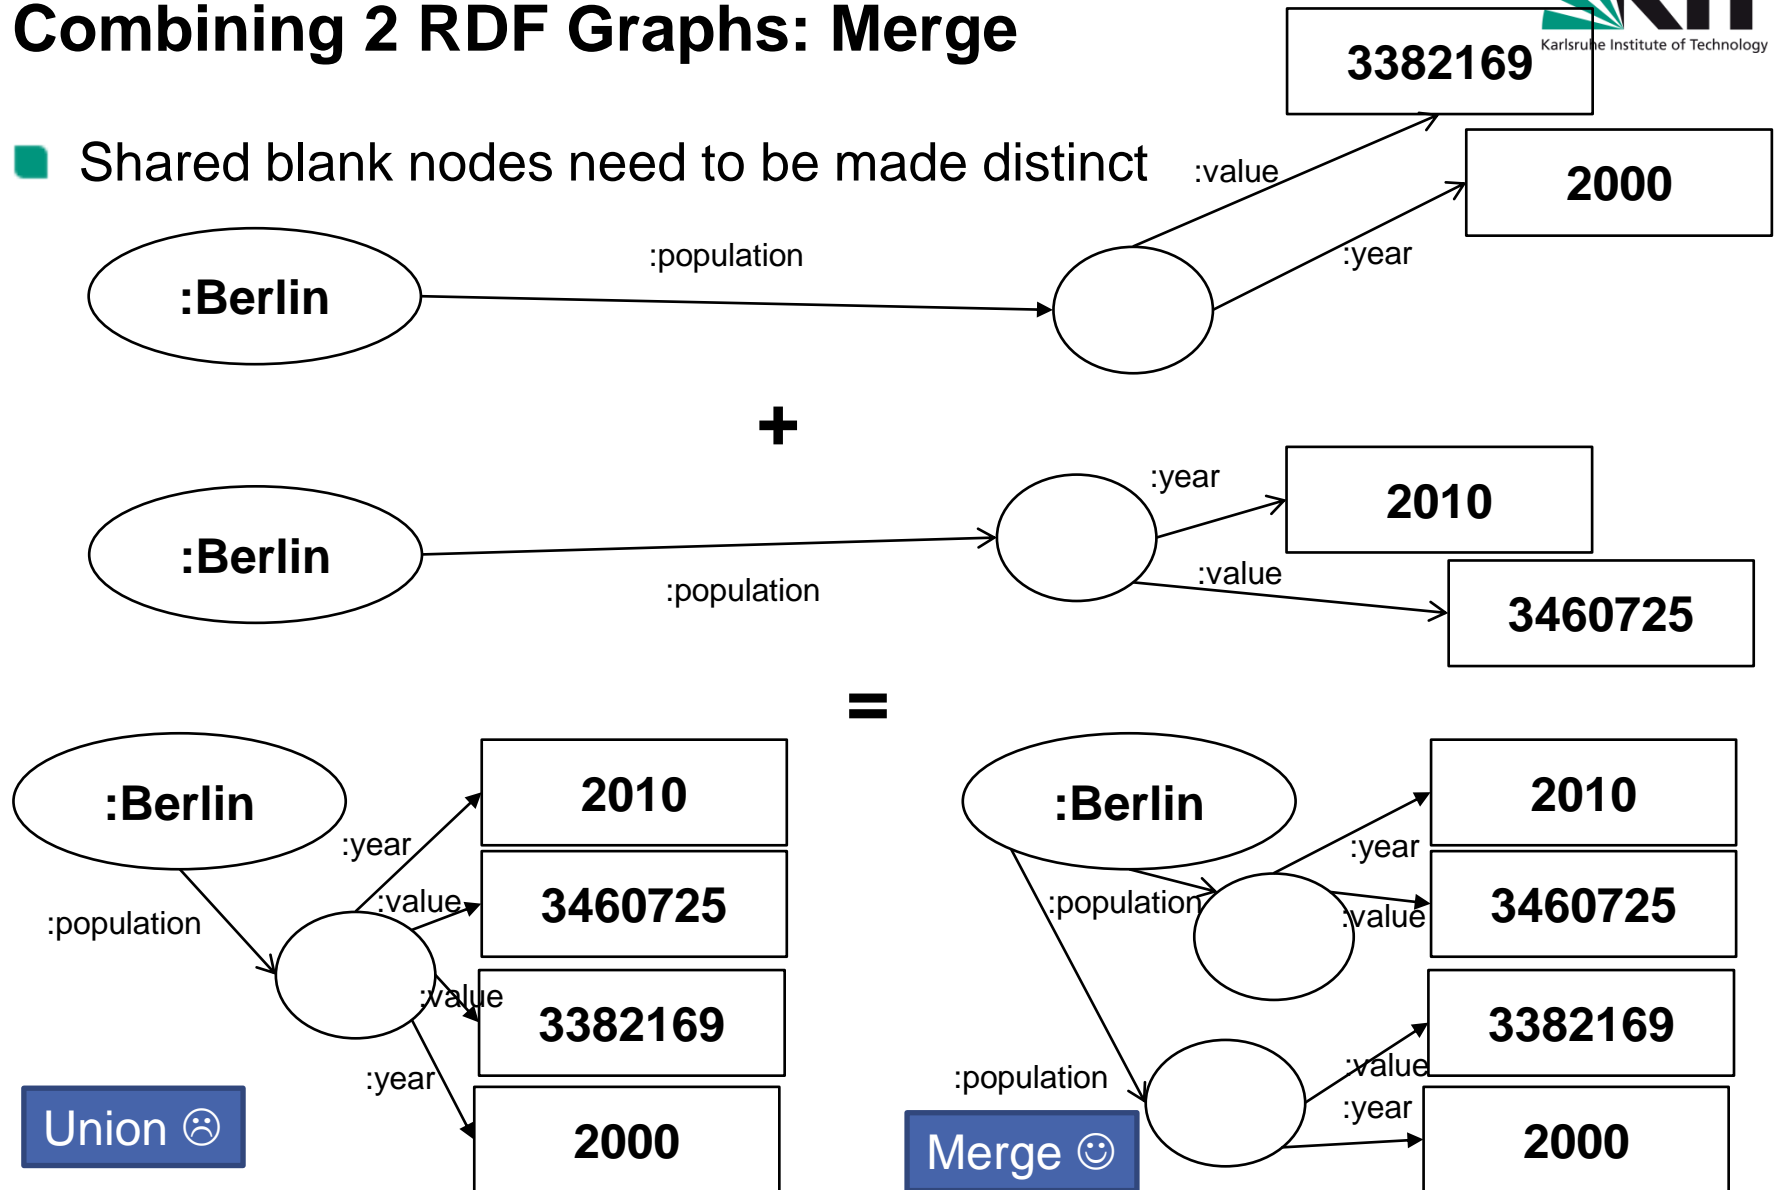 Combining 2 RDF Graphs: Merge
Karlsruhe Institute of Technology
3382169
Shared blank nodes need to be made distinct
:value
2000
:population
:year
:Berlin
+
:year
2010
:Berlin
:value
:population
3460725
=
:Berlin
2010
:year
:value
3460725
:population
:value
3382169
:year
2000
Union ☹
:Berlin
2010
:year
:population
:value
3460725
3382169
:population
:value
:year
2000
Merge ☺